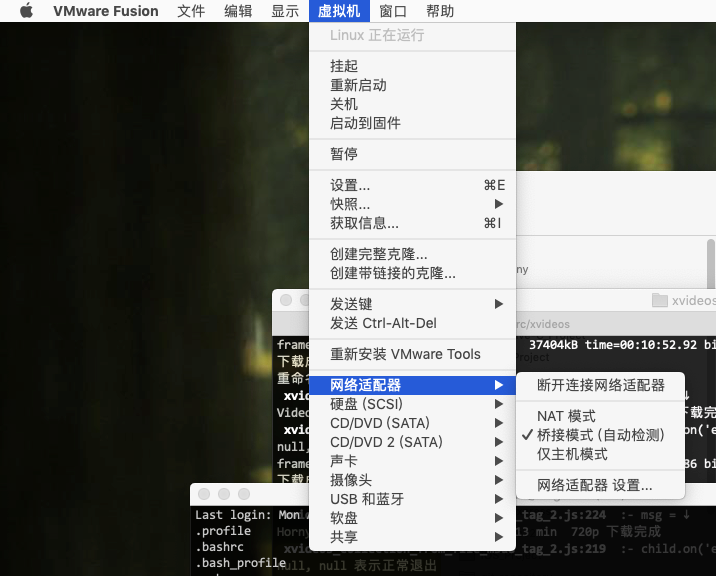 VMware Fusion 文件 编辑 显示 虚拟机 窗口 帮助
Linux 正在运行
挂起
重新启动
关机
启动到固件
暂停
设置... ⌘E
快照...
获取信息... ⌘I
创建完整克隆...
创建带链接的克隆...
发送键
发送 Ctrl-Alt-Del
重新安装 VMware Tools
网络适配器
硬盘 (SCSI)
CD/DVD (SATA)
CD/DVD 2 (SATA)
声卡
摄像头
USB 和蓝牙
软盘
共享
断开连接网络适配器
NAT 模式
✓桥接模式 (自动检测)
仅主机模式
网络适配器 设置...
ny
xvideos
rc/xvideos
frame
37404kB time=00:10:52.92 bi
下载
roject
重命名
xvid
Video
下载完
xvid
on('e
null,
fram
86 bi
下载
Last login: Mon
_tag_2.js:224 :- msg = ↓
.profile
Horny
13 min 720p 下载完成
.bashrc
_tag_2.js:219 :- child.on('e
.bash_profile
null, null 表示正常退出